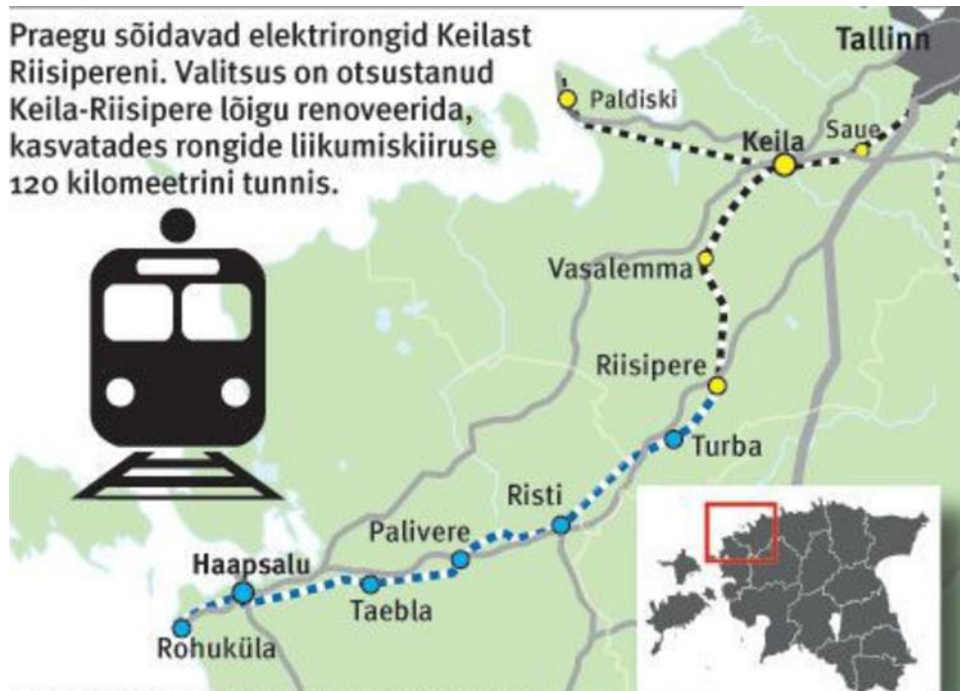 Praegu sõidavad elektrirongid Keilast
Riisipereni. Valitsus on otsustanud
Keila-Riisipere lõigu renoveerida,
kasvatades rongide liikumiskiiruse
120 kilomeetrini tunnis.
Tallinn
Paldiski
Saue
Keila
Vasalemma
Riisipere
Turba
Risti
Palivere
Haapsalu
Taebla
Rohuküla